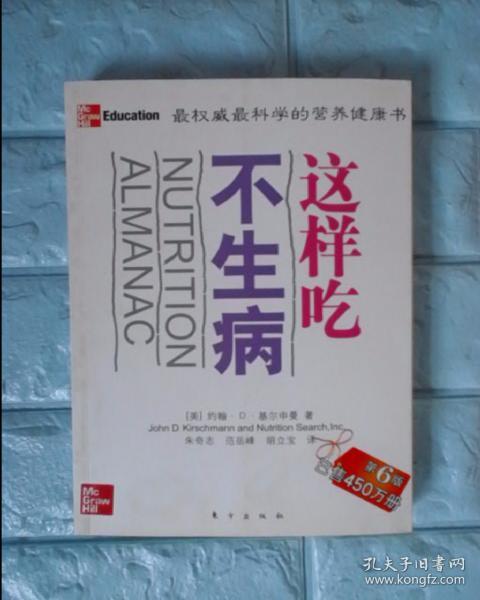 Mc
Graw
Hill
Education 最权威最科学的营养健康书
这样吃
不生病
NUTRITION
ALMANAC
[美] 约翰·D·基尔申曼 著
John D. Kirschmann and Nutrition Search, Inc.
朱奇志 范岳峰 胡立宝 译
第6版
已售450万册
Mc
Graw
Hill
东方出版社
孔夫子旧书网
www.kongfz.com